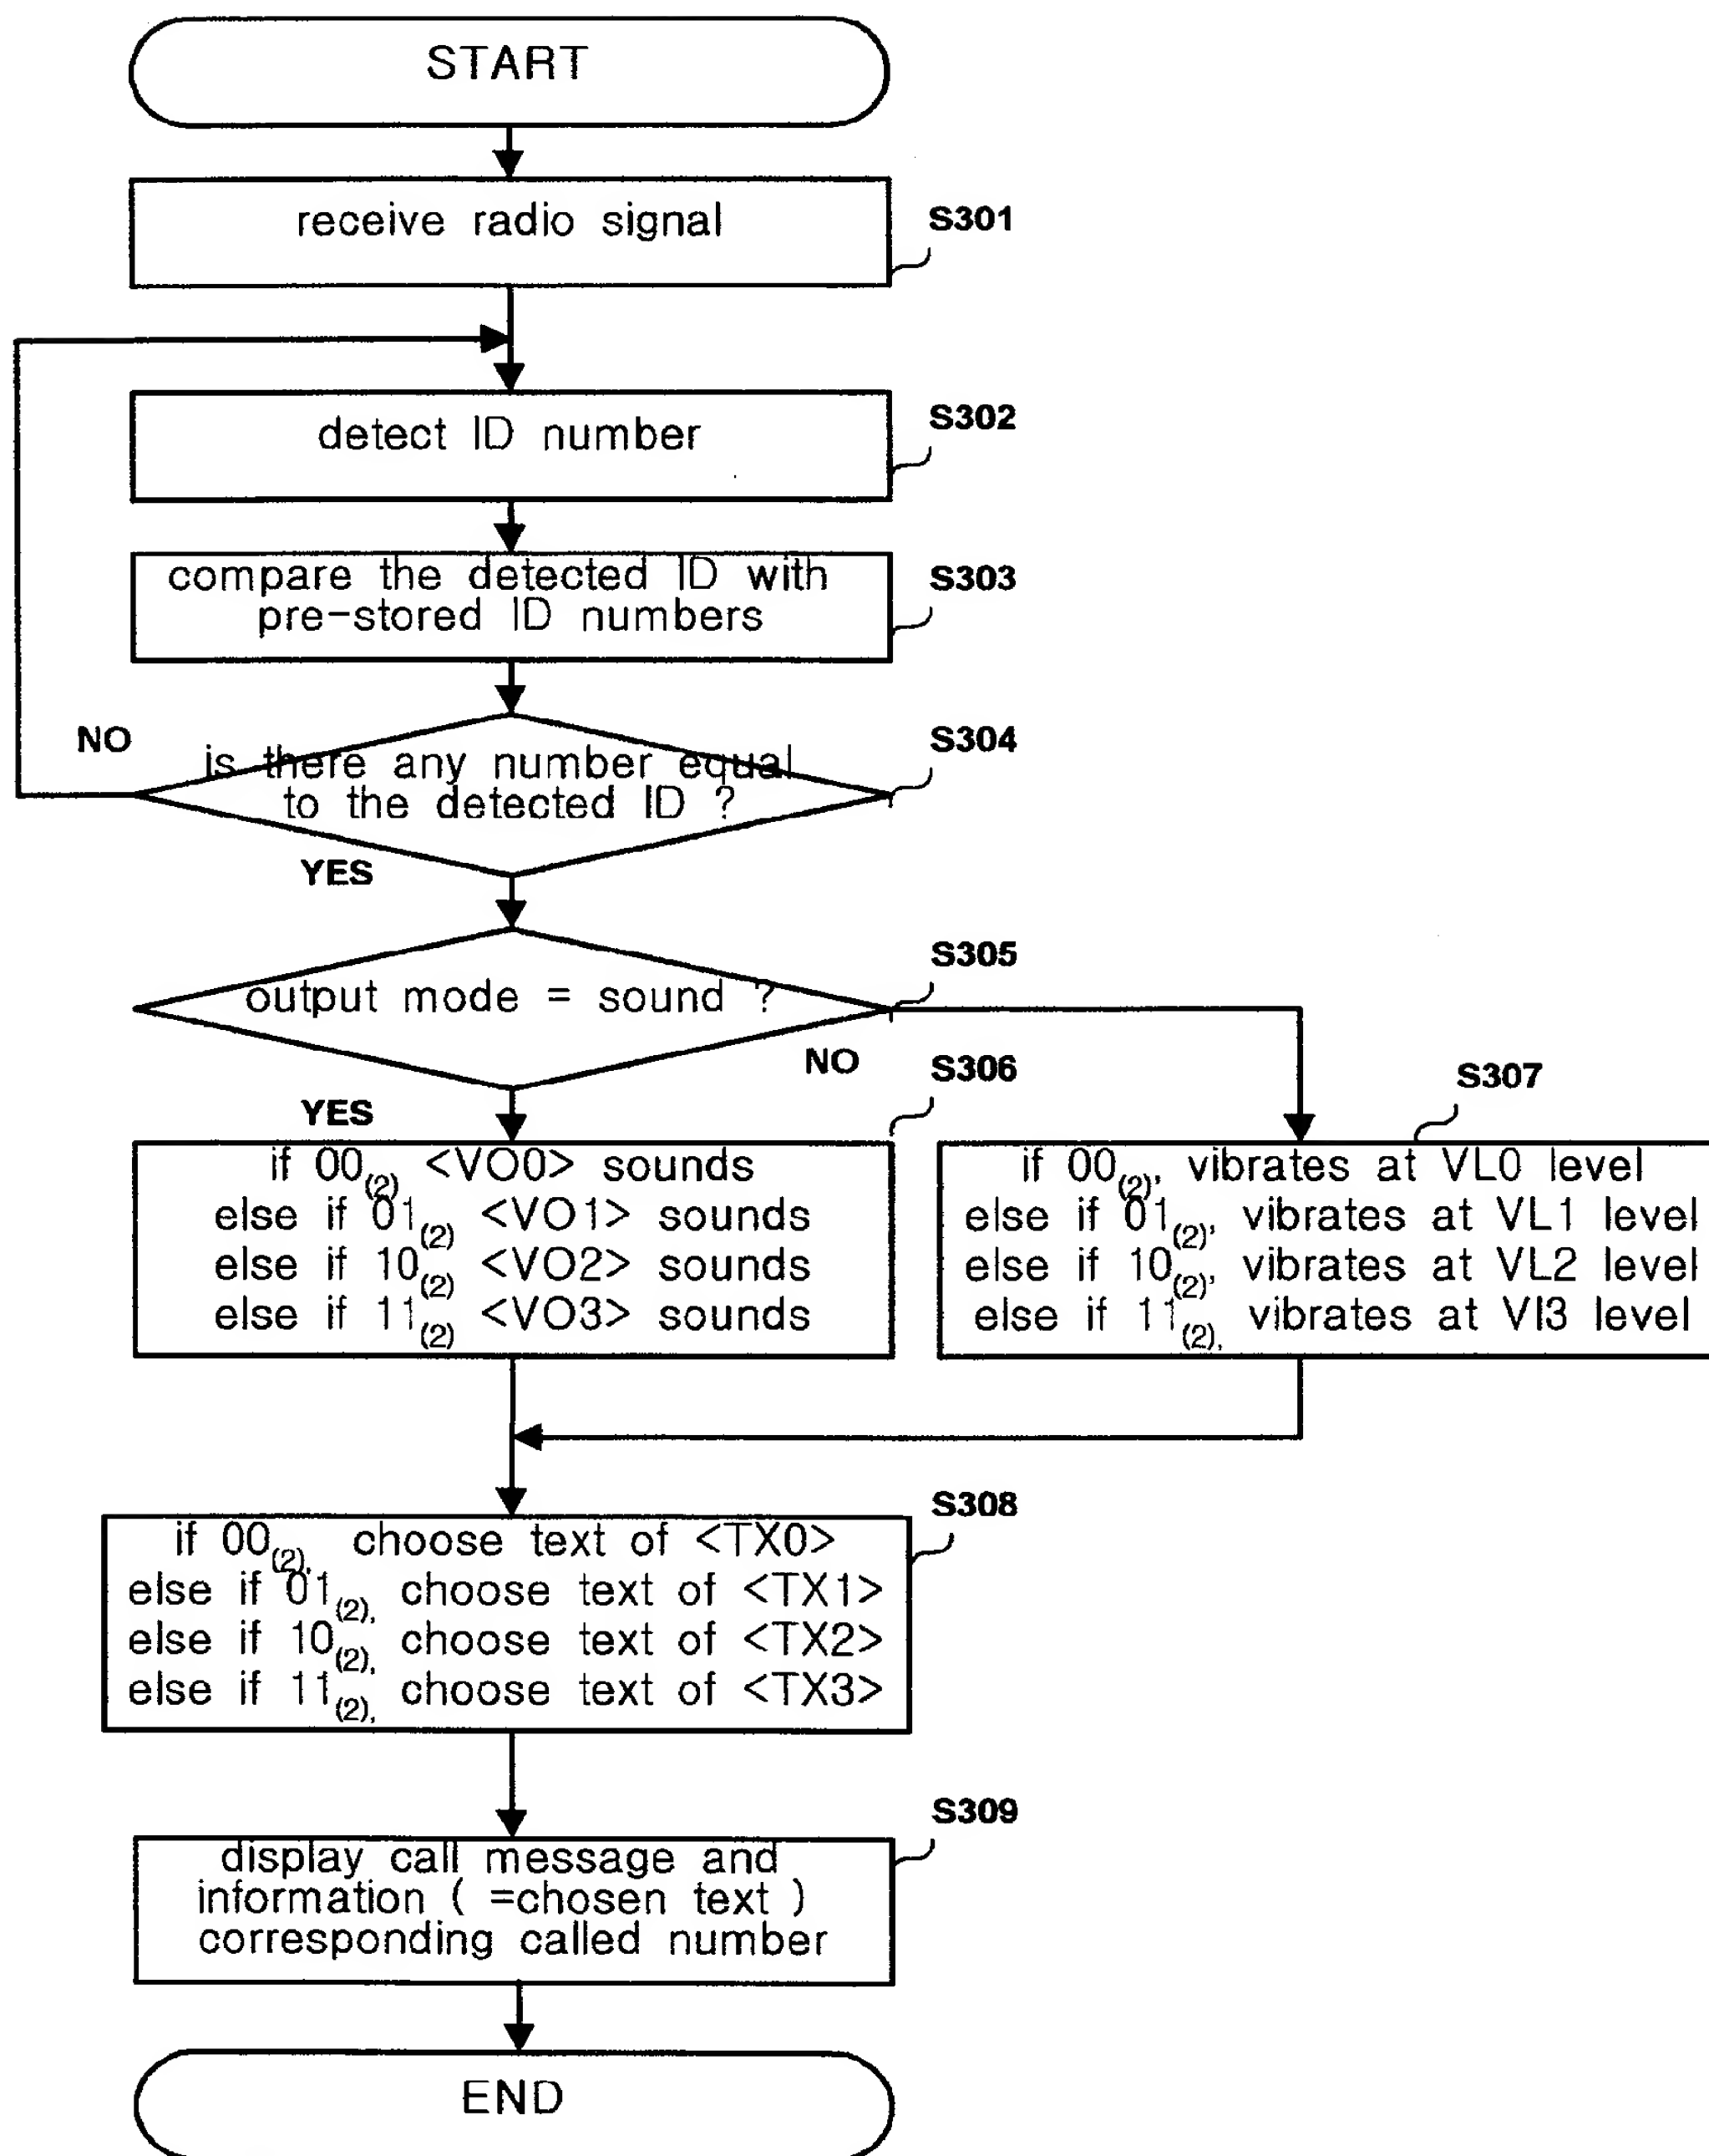 START
receive radio signal
S301
detect ID number
S302
compare the detected ID with
pre-stored ID numbers
S303
NO
is there any number equal
to the detected ID ?
S304
YES
output mode = sound ?
S305
NO
YES
S306
if 00(2) <VO0> sounds
else if 01(2) <VO1> sounds
else if 10(2) <VO2> sounds
else if 11(2) <VO3> sounds
S307
if 00(2), vibrates at VL0 level
else if 01(2), vibrates at VL1 level
else if 10(2), vibrates at VL2 level
else if 11(2), vibrates at VI3 level
S308
if 00(2), choose text of <TX0>
else if 01(2), choose text of <TX1>
else if 10(2), choose text of <TX2>
else if 11(2), choose text of <TX3>
S309
display call message and
information ( =chosen text )
corresponding called number
END